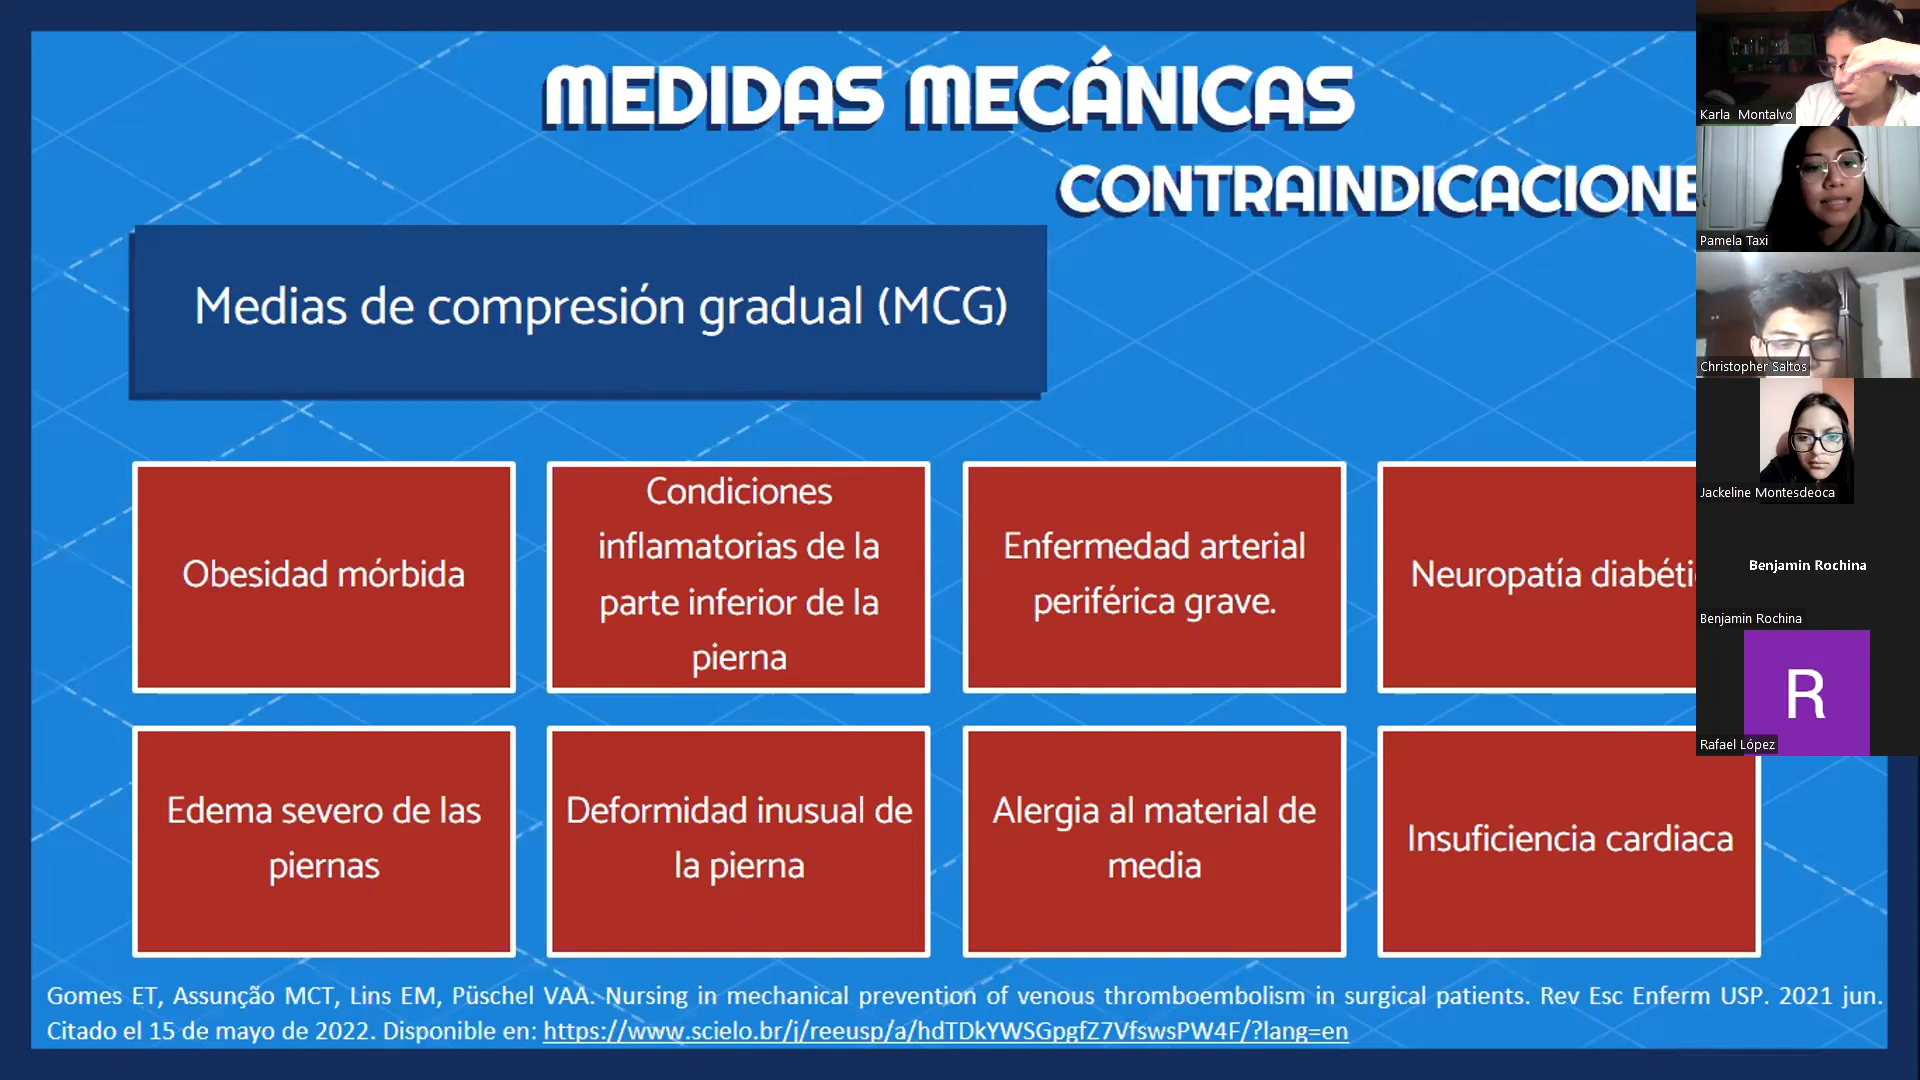 MEDIDAS MECÁNICAS
CONTRAINDICACIONE
Medias de compresión gradual (MCG)
Obesidad mórbida
Condiciones
inflamatorias de la
parte inferior de la
pierna
Enfermedad arterial
periférica grave.
Neuropatía diabéti
Edema severo de las
piernas
Deformidad inusual de
la pierna
Alergia al material de
media
Insuficiencia cardiaca
Gomes ET, Assunção MCT, Lins EM, Püschel VAA. Nursing in mechanical prevention of venous thromboembolism in surgical patients. Rev Esc Enferm USP. 2021 jun.
Citado el 15 de mayo de 2022. Disponible en: https://www.scielo.br/j/reeusp/a/hdTDkYWSGpgfZ7VfswsPW4F/?lang=en
Karla Montalvo
Pamela Taxi
Christopher Saltos
Jackeline Montesdeoca
Benjamin Rochina
Benjamin Rochina
R
Rafael López